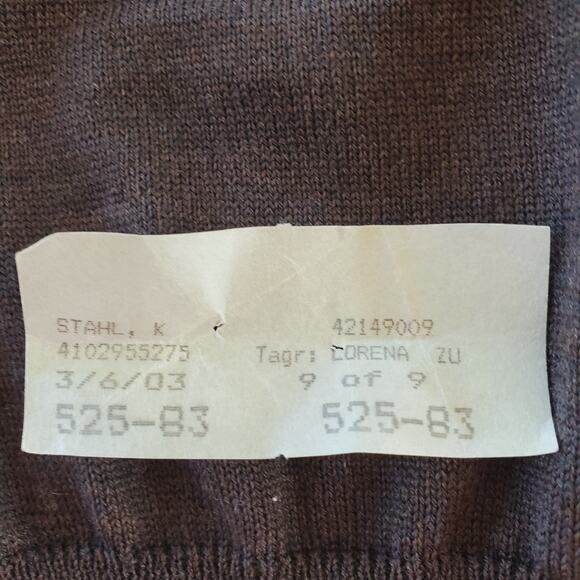 STAHL, K 42149009
4102955275 Tagr: LORENA ZU
3/6/03 9 of 9
525-83 525-83